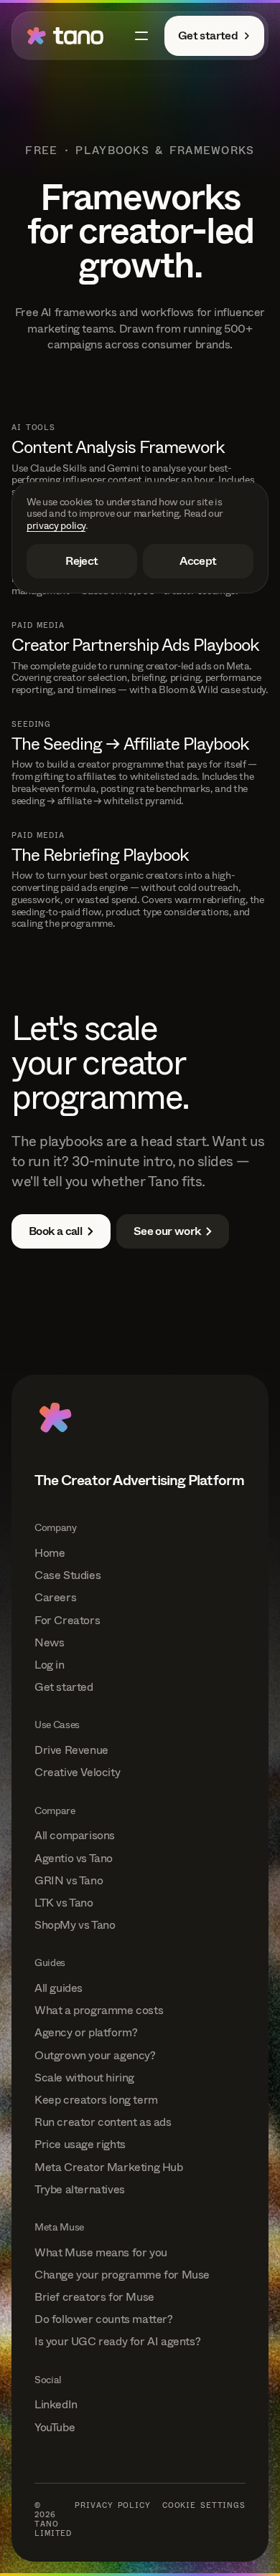 tano
Get started
FREE · PLAYBOOKS & FRAMEWORKS
Frameworks
for creator-led
growth.
Free AI frameworks and workflows for influencer
marketing teams. Drawn from running 500+
campaigns across consumer brands.
AI TOOLS
Content Analysis Framework
Use Claude Skills and Gemini to analyse your best-
performing influencer content in under an hour. Includes
We use cookies to understand how our site is
used and to improve our marketing. Read our
privacy policy.
Reject
Accept
PAID MEDIA
Creator Partnership Ads Playbook
The complete guide to running creator-led ads on Meta.
Covering creator selection, briefing, pricing, performance
reporting, and timelines — with a Bloom & Wild case study.
SEEDING
The Seeding → Affiliate Playbook
How to build a creator programme that pays for itself —
from gifting to affiliates to whitelisted ads. Includes the
break-even formula, posting rate benchmarks, and the
seeding → affiliate → whitelist pyramid.
PAID MEDIA
The Rebriefing Playbook
How to turn your best organic creators into a high-
converting paid ads engine — without cold outreach,
guesswork, or wasted spend. Covers warm rebriefing, the
seeding-to-paid flow, product type considerations, and
scaling the programme.
Let's scale
your creator
programme.
The playbooks are a head start. Want us
to run it? 30-minute intro, no slides —
we'll tell you whether Tano fits.
Book a call
See our work
The Creator Advertising Platform
Company
Home
Case Studies
Careers
For Creators
News
Log in
Get started
Use Cases
Drive Revenue
Creative Velocity
Compare
All comparisons
Agentio vs Tano
GRIN vs Tano
LTK vs Tano
ShopMy vs Tano
Guides
All guides
What a programme costs
Agency or platform?
Outgrown your agency?
Scale without hiring
Keep creators long term
Run creator content as ads
Price usage rights
Meta Creator Marketing Hub
Trybe alternatives
Meta Muse
What Muse means for you
Change your programme for Muse
Brief creators for Muse
Do follower counts matter?
Is your UGC ready for AI agents?
Social
LinkedIn
YouTube
© 2026 TANO LIMITED
PRIVACY POLICY
COOKIE SETTINGS